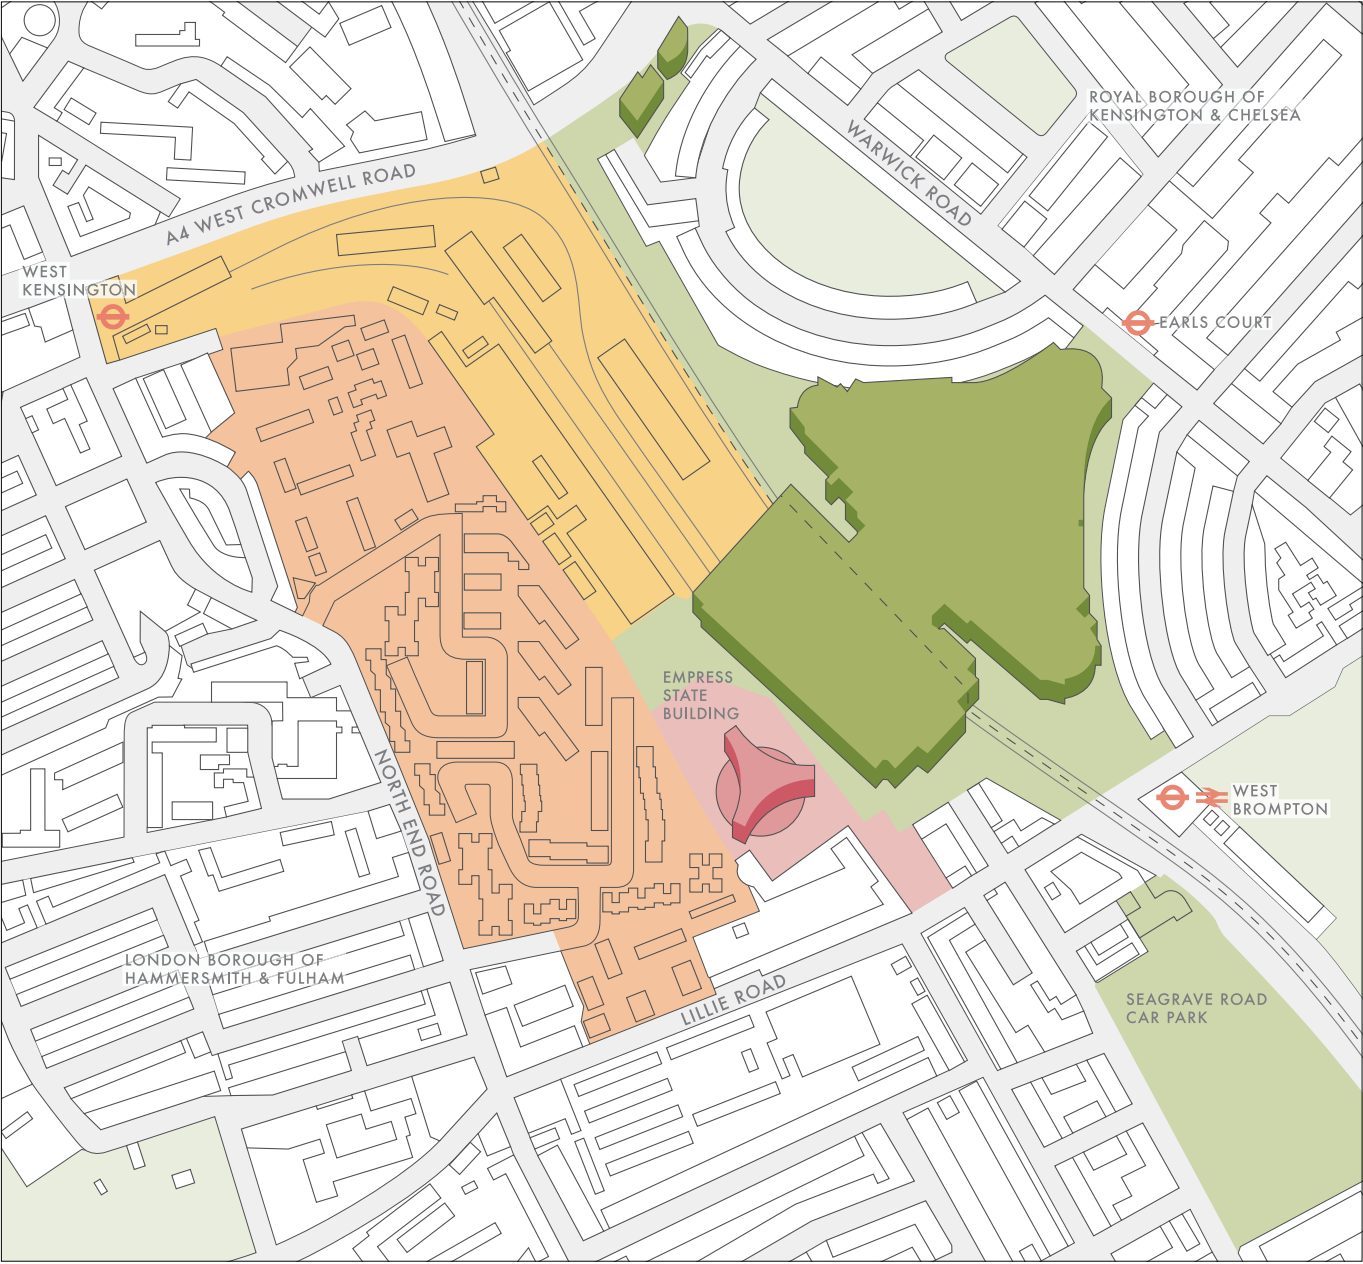 ROYAL BOROUGH OF
KENSINGTON & CHELSEA
WARWICK ROAD
A4 WEST CROMWELL ROAD
WEST
KENSINGTON
EARLS COURT
EMPRESS
STATE
BUILDING
WEST
BROMPTON
NORTH END ROAD
LONDON BOROUGH OF
HAMMERSMITH & FULHAM
LILLIE ROAD
SEAGRAVE ROAD
CAR PARK